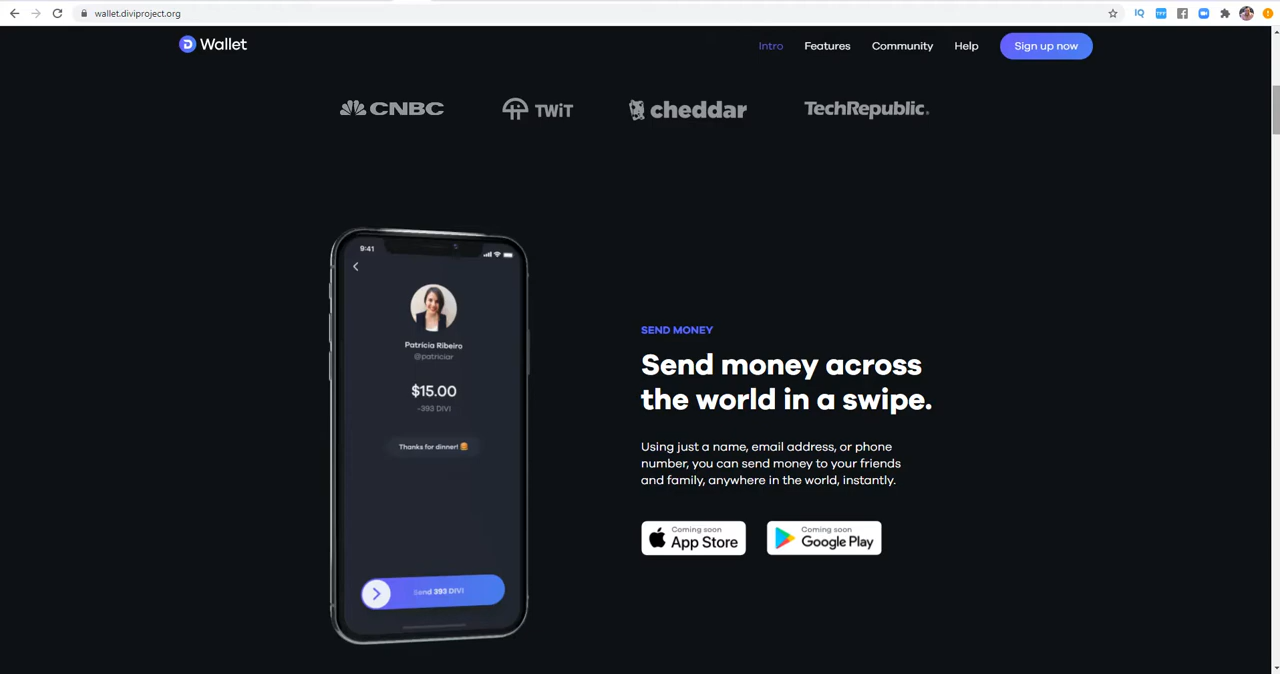 wallet.diviproject.org
Wallet
Intro
Features
Community
Help
Sign up now
CNBC
TWiT
cheddar
TechRepublic.
9:41
Patrícia Ribeiro
@patriciar
$15.00
-393 DIVI
Thanks for dinner!
Send 393 DIVI
SEND MONEY
Send money across
the world in a swipe.
Using just a name, email address, or phone
number, you can send money to your friends
and family, anywhere in the world, instantly.
Coming soon
App Store
Coming soon
Google Play